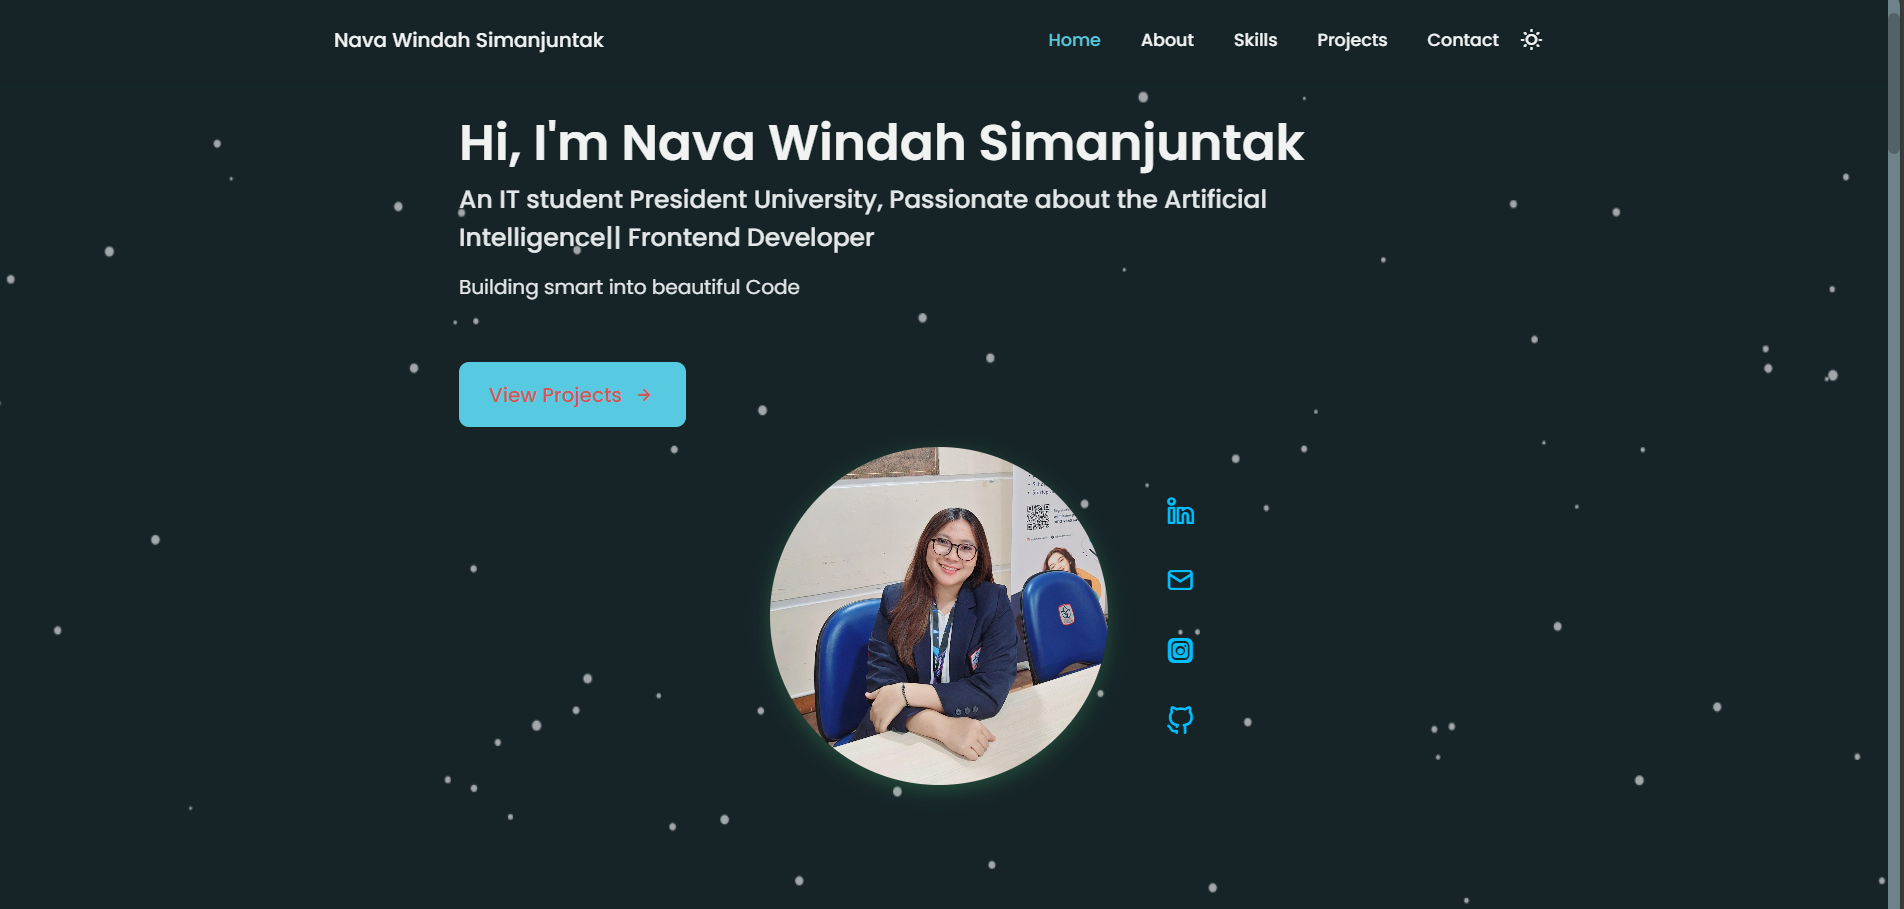 Nava Windah Simanjuntak
Home About Skills Projects Contact
Hi, I'm Nava Windah Simanjuntak
An IT student President University, Passionate about the Artificial
Intelligence|| Frontend Developer
Building smart into beautiful Code
View Projects →